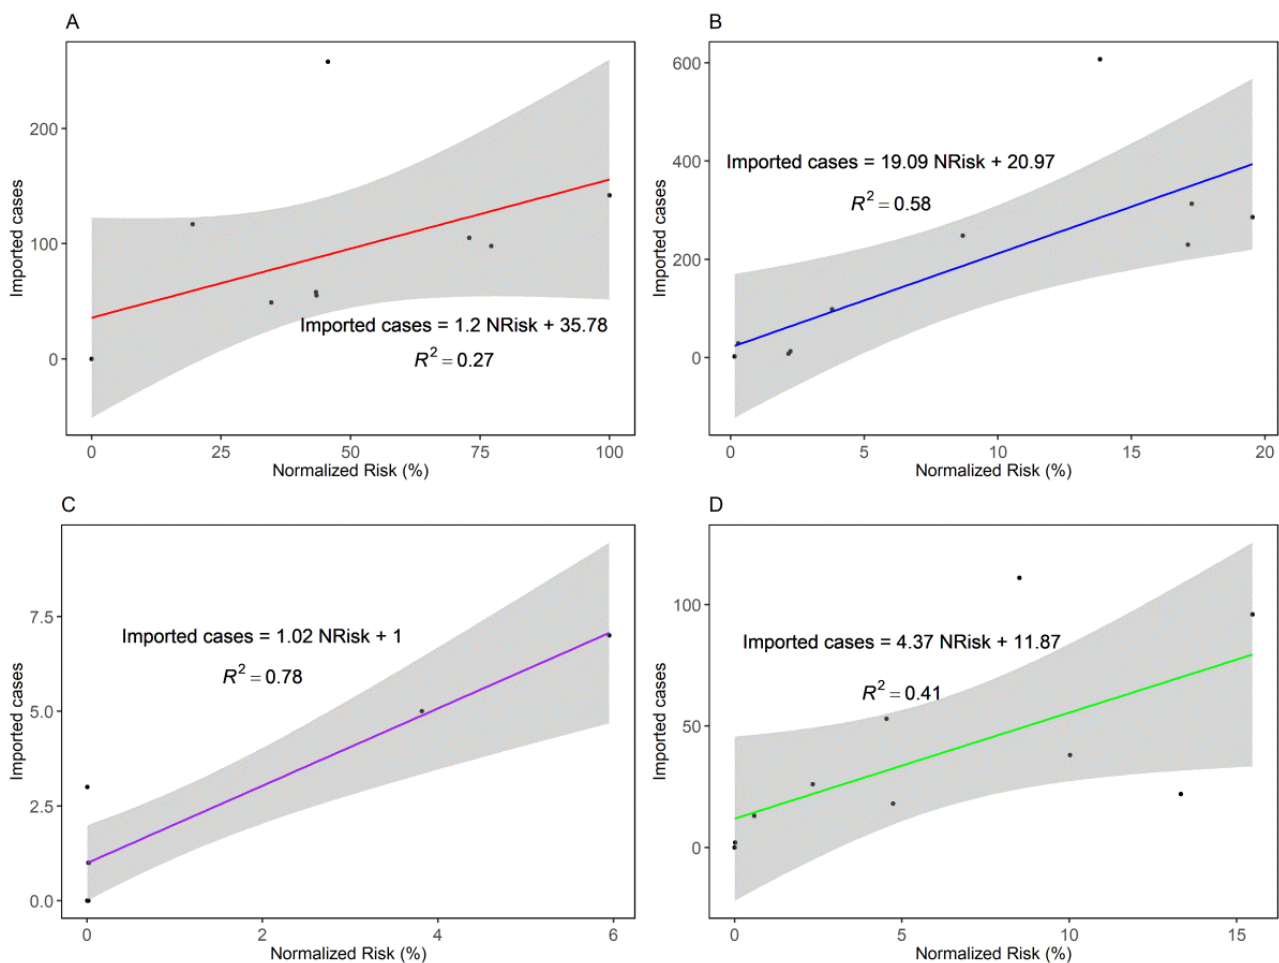 A
Imported cases
200
100
0
Imported cases = 1.2 NRisk + 35.78
R² = 0.27
0 25 50 75 100
Normalized Risk (%)
B
Imported cases
600
400
200
0
Imported cases = 19.09 NRisk + 20.97
R² = 0.58
0 5 10 15 20
Normalized Risk (%)
C
Imported cases
7.5
5.0
2.5
0.0
Imported cases = 1.02 NRisk + 1
R² = 0.78
0 2 4 6
Normalized Risk (%)
D
Imported cases
100
50
0
Imported cases = 4.37 NRisk + 11.87
R² = 0.41
0 5 10 15
Normalized Risk (%)